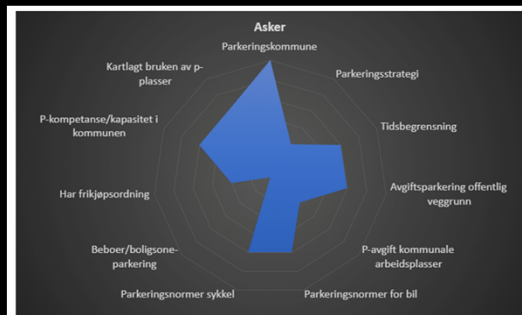 Asker
Parkeringskommune
Parkeringsstrategi
Tidsbegrensning
Avgiftsparkering offentlig
veggrunn
P-avgift kommunale
arbeidsplasser
Parkeringsnormer for bil
Parkeringsnormer sykkel
Beboer/boligsone-
parkering
Har frikjøpsordning
P-kompetanse/kapasitet i
kommunen
Kartlagt bruken av p-
plasser